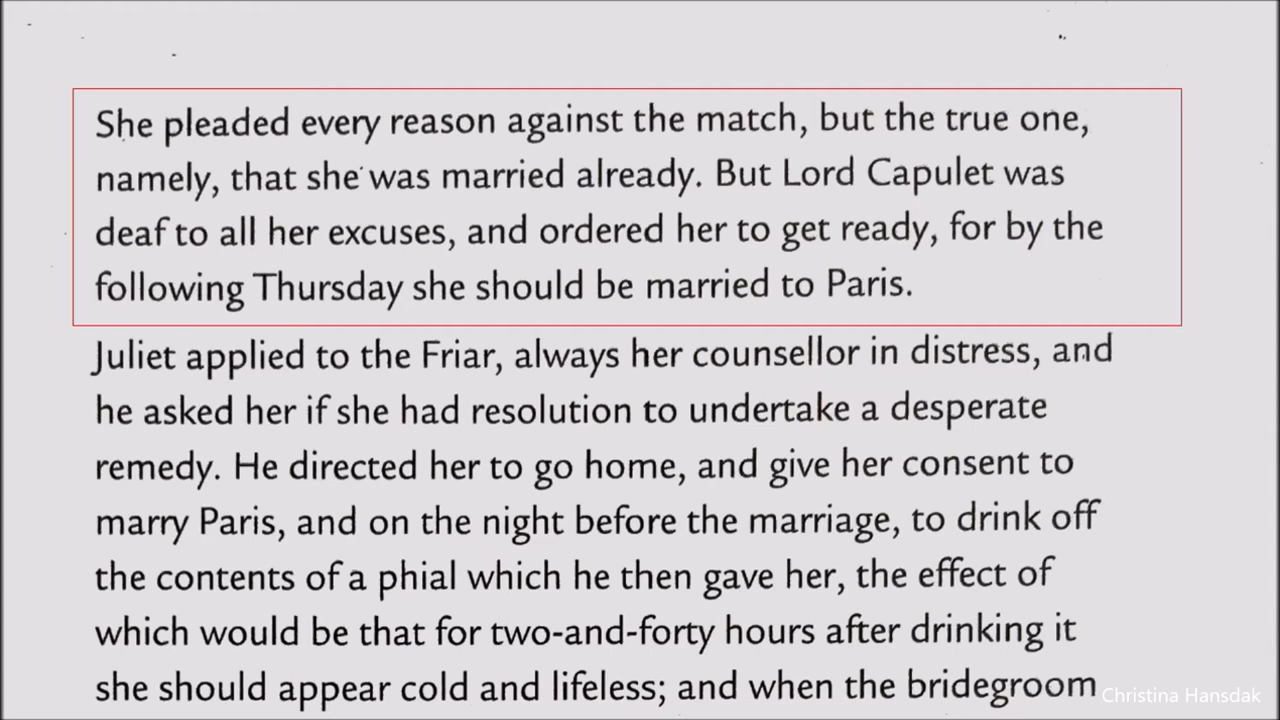 She pleaded every reason against the match, but the true one,
namely, that she was married already. But Lord Capulet was
deaf to all her excuses, and ordered her to get ready, for by the
following Thursday she should be married to Paris.
Juliet applied to the Friar, always her counsellor in distress, and
he asked her if she had resolution to undertake a desperate
remedy. He directed her to go home, and give her consent to
marry Paris, and on the night before the marriage, to drink off
the contents of a phial which he then gave her, the effect of
which would be that for two-and-forty hours after drinking it
she should appear cold and lifeless; and when the bridegroom
Christina Hansdak